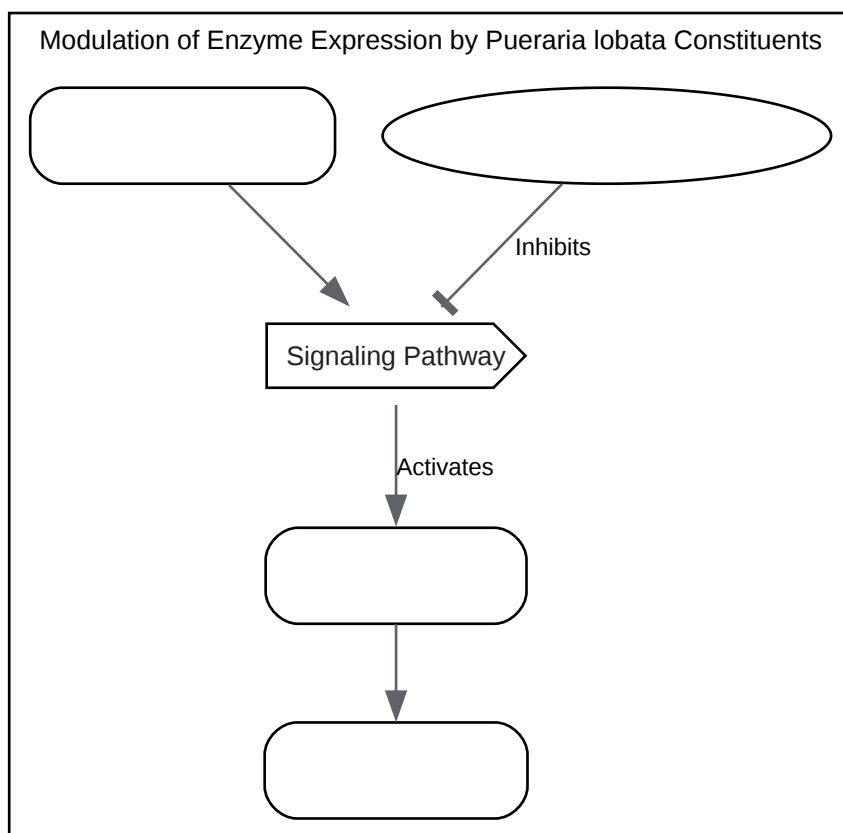 Modulation of Enzyme Expression by Pueraria lobata Constituents
Inhibits
Signaling Pathway
Activates